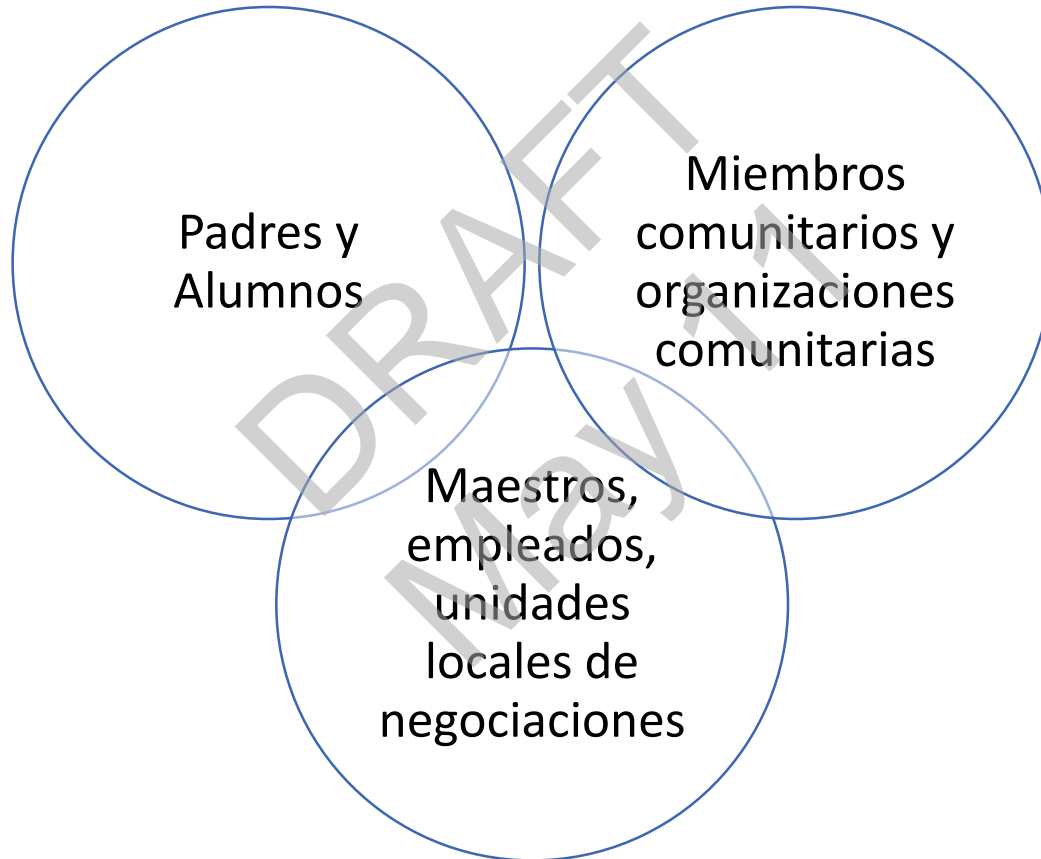 Padres y
Alumnos
Miembros
comunitarios y
organizaciones
comunitarias
Maestros,
empleados,
unidades
locales de
negociaciones
DRAFT
May 11